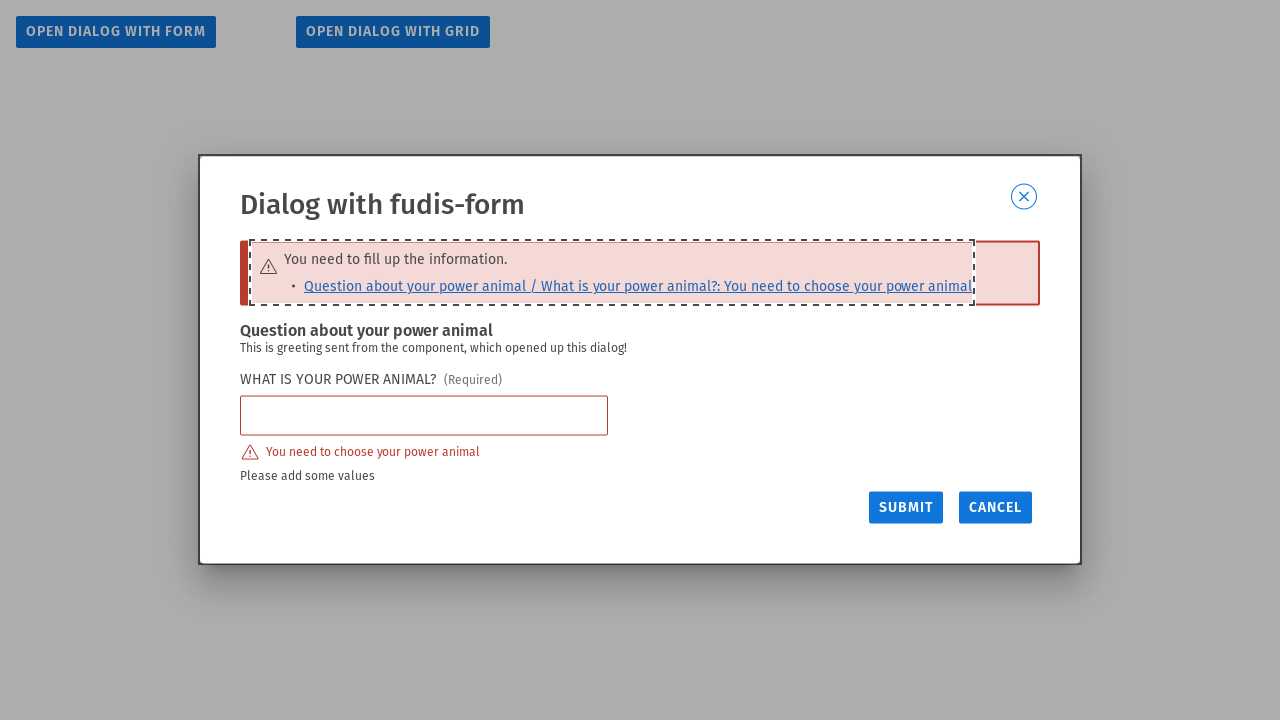 OPEN DIALOG WITH FORM
OPEN DIALOG WITH GRID
Dialog with fudis-form
You need to fill up the information.
• Question about your power animal / What is your power animal?: You need to choose your power animal
Question about your power animal
This is greeting sent from the component, which opened up this dialog!
WHAT IS YOUR POWER ANIMAL? (Required)
You need to choose your power animal
Please add some values
SUBMIT
CANCEL